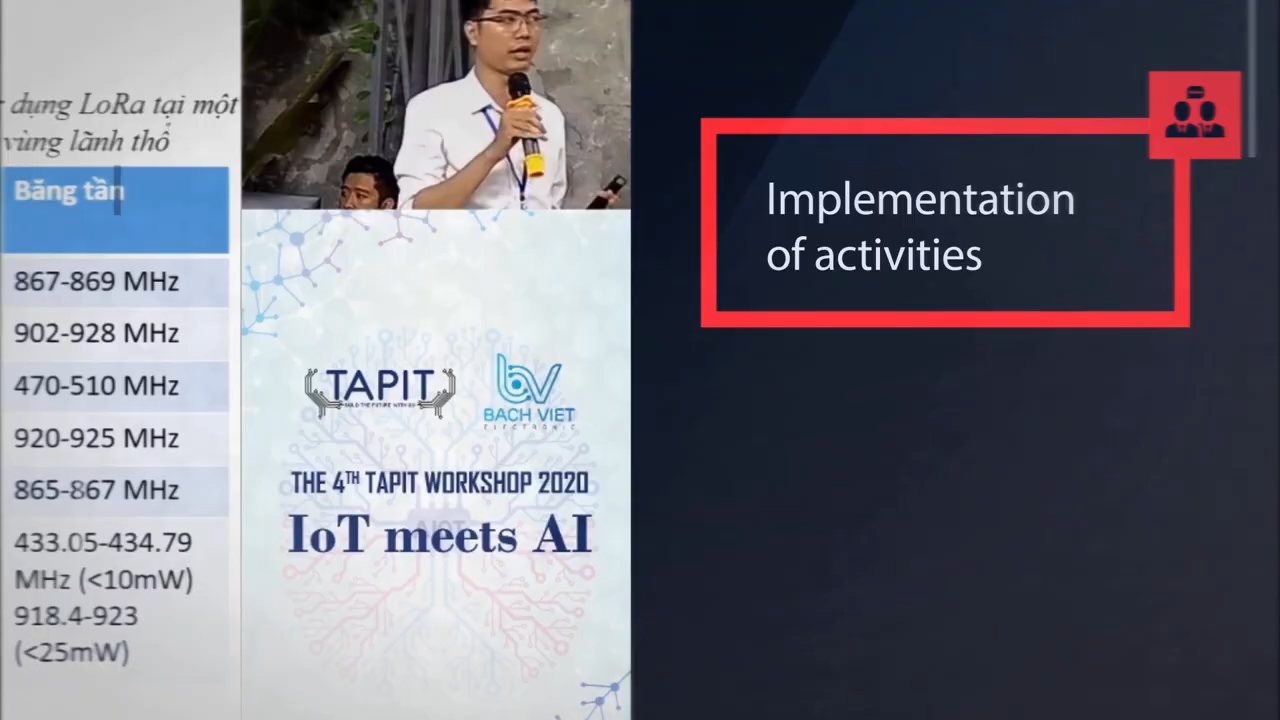 dụng LoRa tại một
vùng lãnh thổ
Băng tần
867-869 MHz
902-928 MHz
470-510 MHz
920-925 MHz
865-867 MHz
433.05-434.79
MHz (<10mW)
918.4-923
(<25mW)
TAPIT
BACH VIET
ELECTRONIC
THE 4TH TAPIT WORKSHOP 2020
IoT meets AI
Implementation
of activities